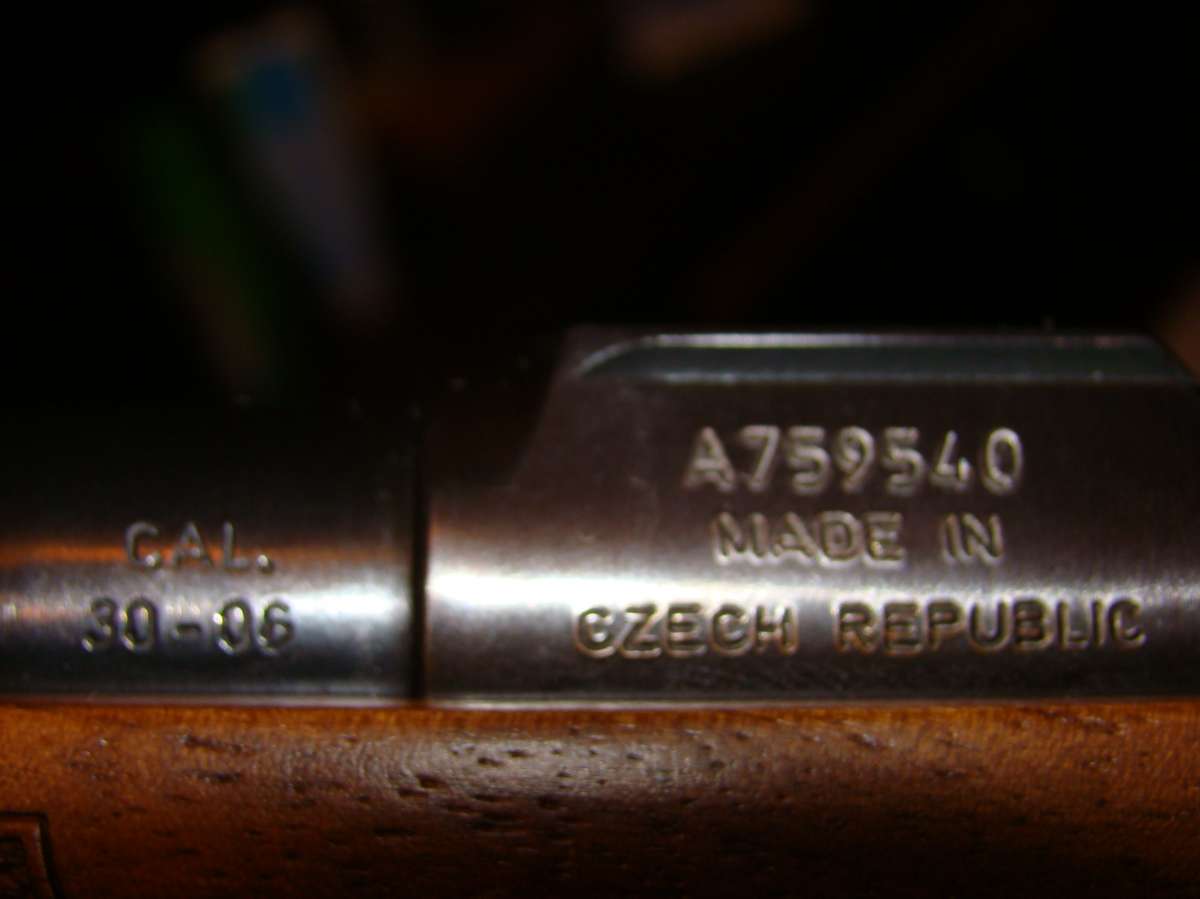 CAL.
30-06
A759540
MADE IN
CZECH REPUBLIC